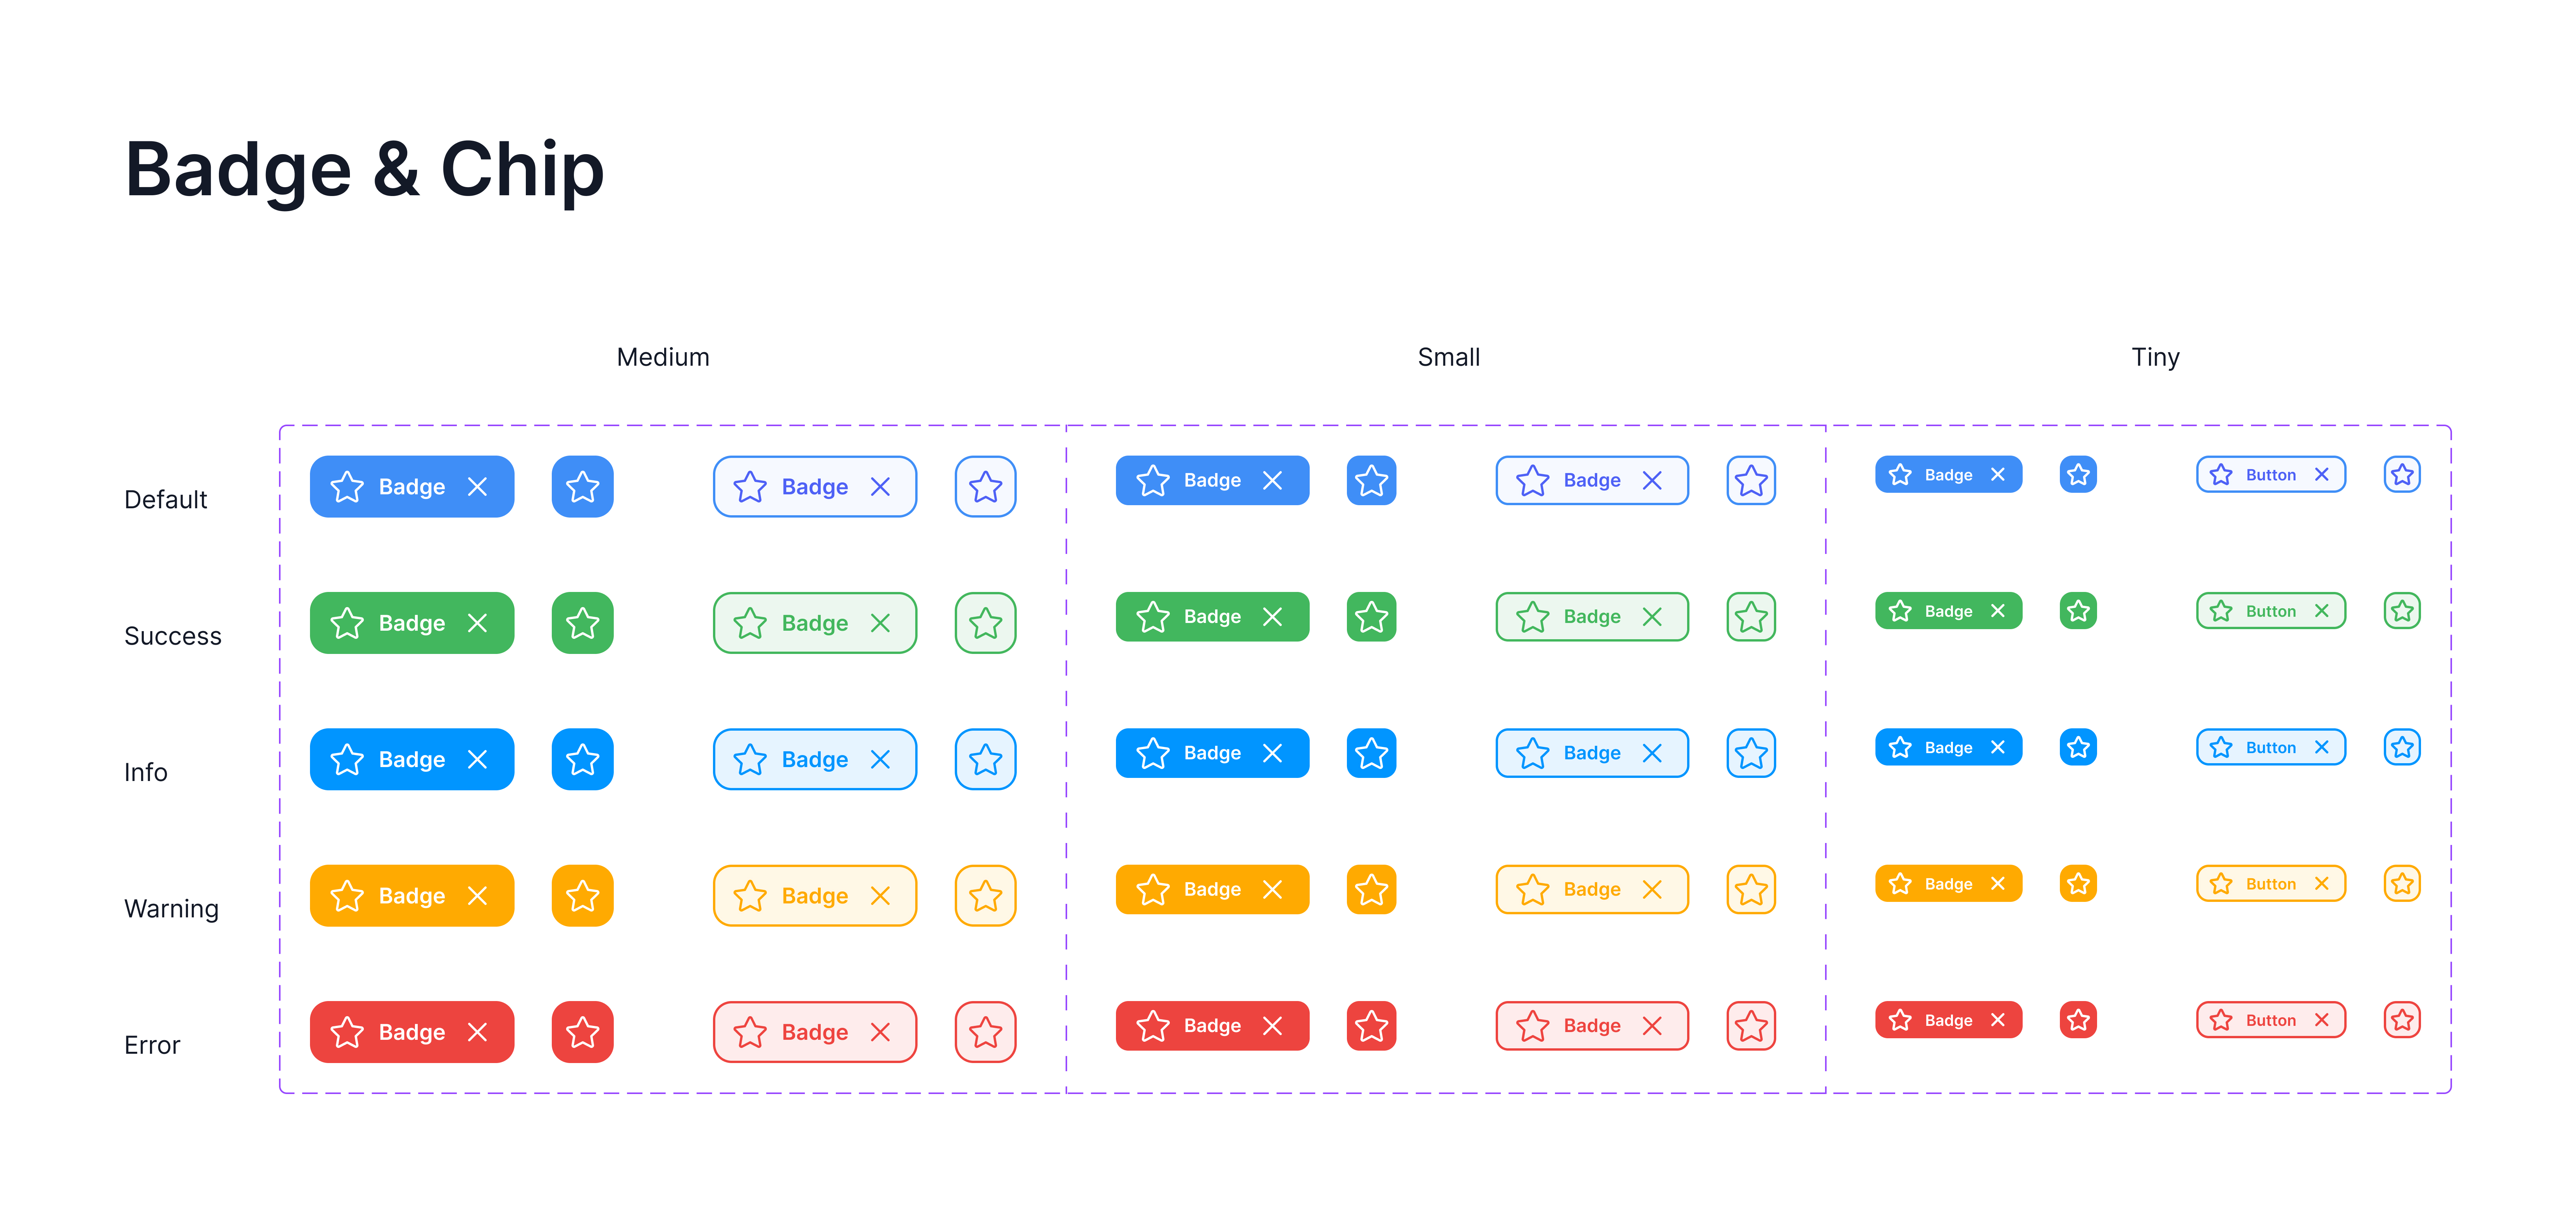 Badge & Chip
Medium Small Tiny
Default Badge Badge Badge Badge Badge Button
Success Badge Badge Badge Badge Badge Button
Info Badge Badge Badge Badge Badge Button
Warning Badge Badge Badge Badge Badge Button
Error Badge Badge Badge Badge Badge Button